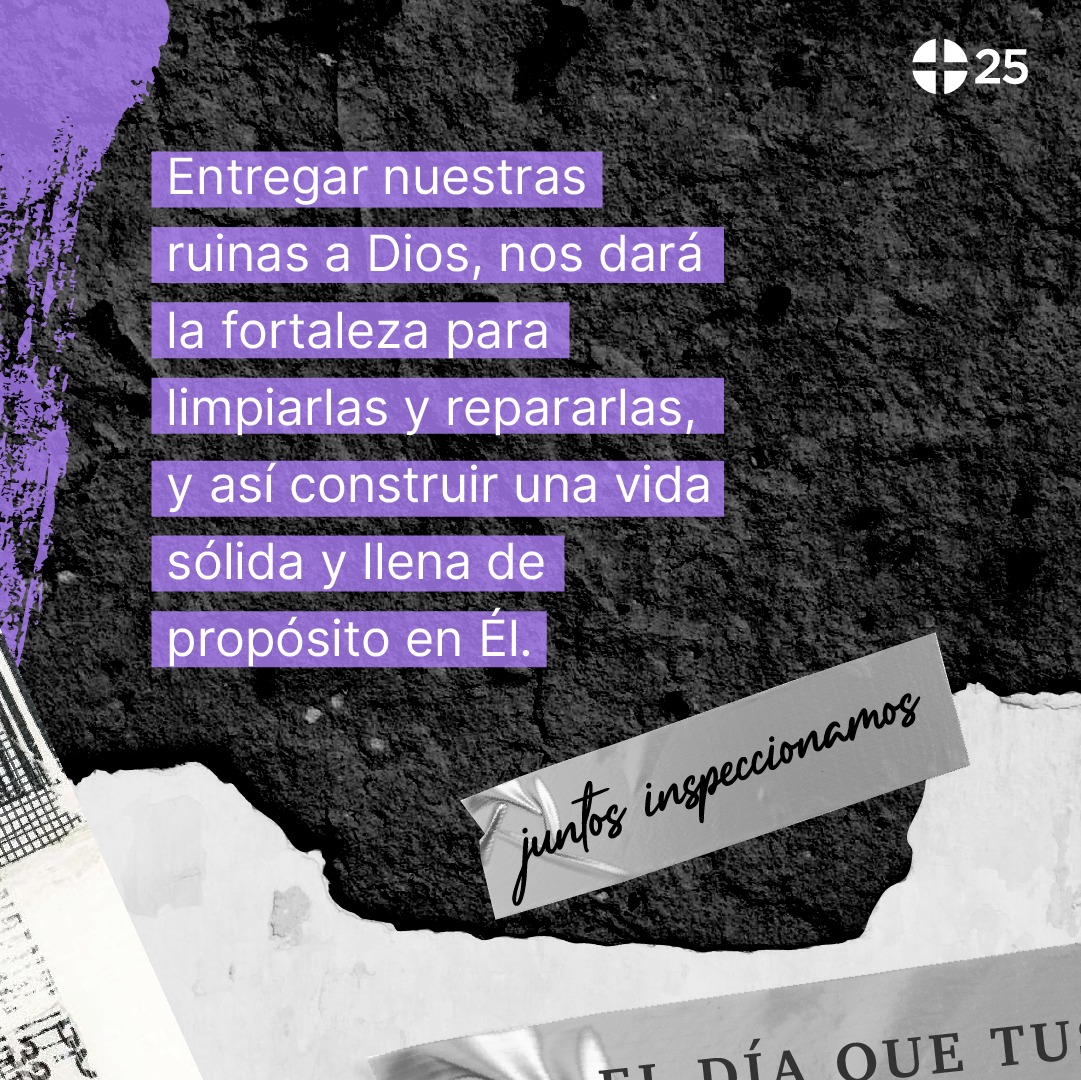 25
Entregar nuestras
ruinas a Dios, nos dará
la fortaleza para
limpiarlas y repararlas,
y así construir una vida
sólida y llena de
propósito en Él.
juntos inspeccionamos
EL DÍA QUE TUS